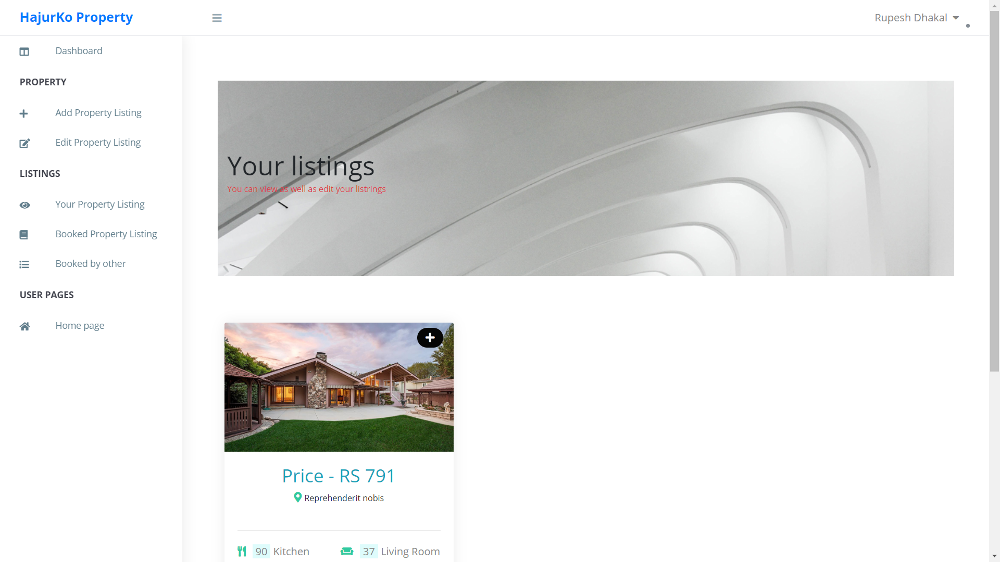 HajurKo Property
Rupesh Dhakal
Dashboard
PROPERTY
Add Property Listing
Edit Property Listing
LISTINGS
Your Property Listing
Booked Property Listing
Booked by other
USER PAGES
Home page
Your listings
You can view as well as edit your listrings
Price - RS 791
Reprehenderit nobis
90 Kitchen
37 Living Room